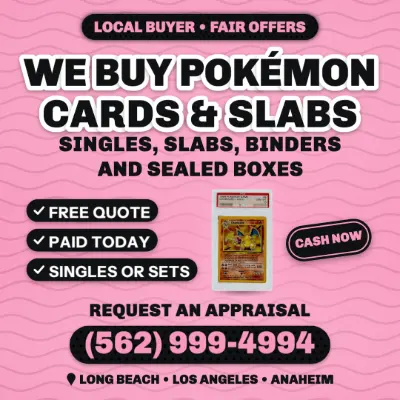 LOCAL BUYER • FAIR OFFERS
WE BUY POKÉMON
CARDS & SLABS
SINGLES, SLABS, BINDERS
AND SEALED BOXES
✓ FREE QUOTE
✓ PAID TODAY
✓ SINGLES OR SETS
CASH NOW
REQUEST AN APPRAISAL
(562) 999-4994
LONG BEACH • LOS ANGELES • ANAHEIM